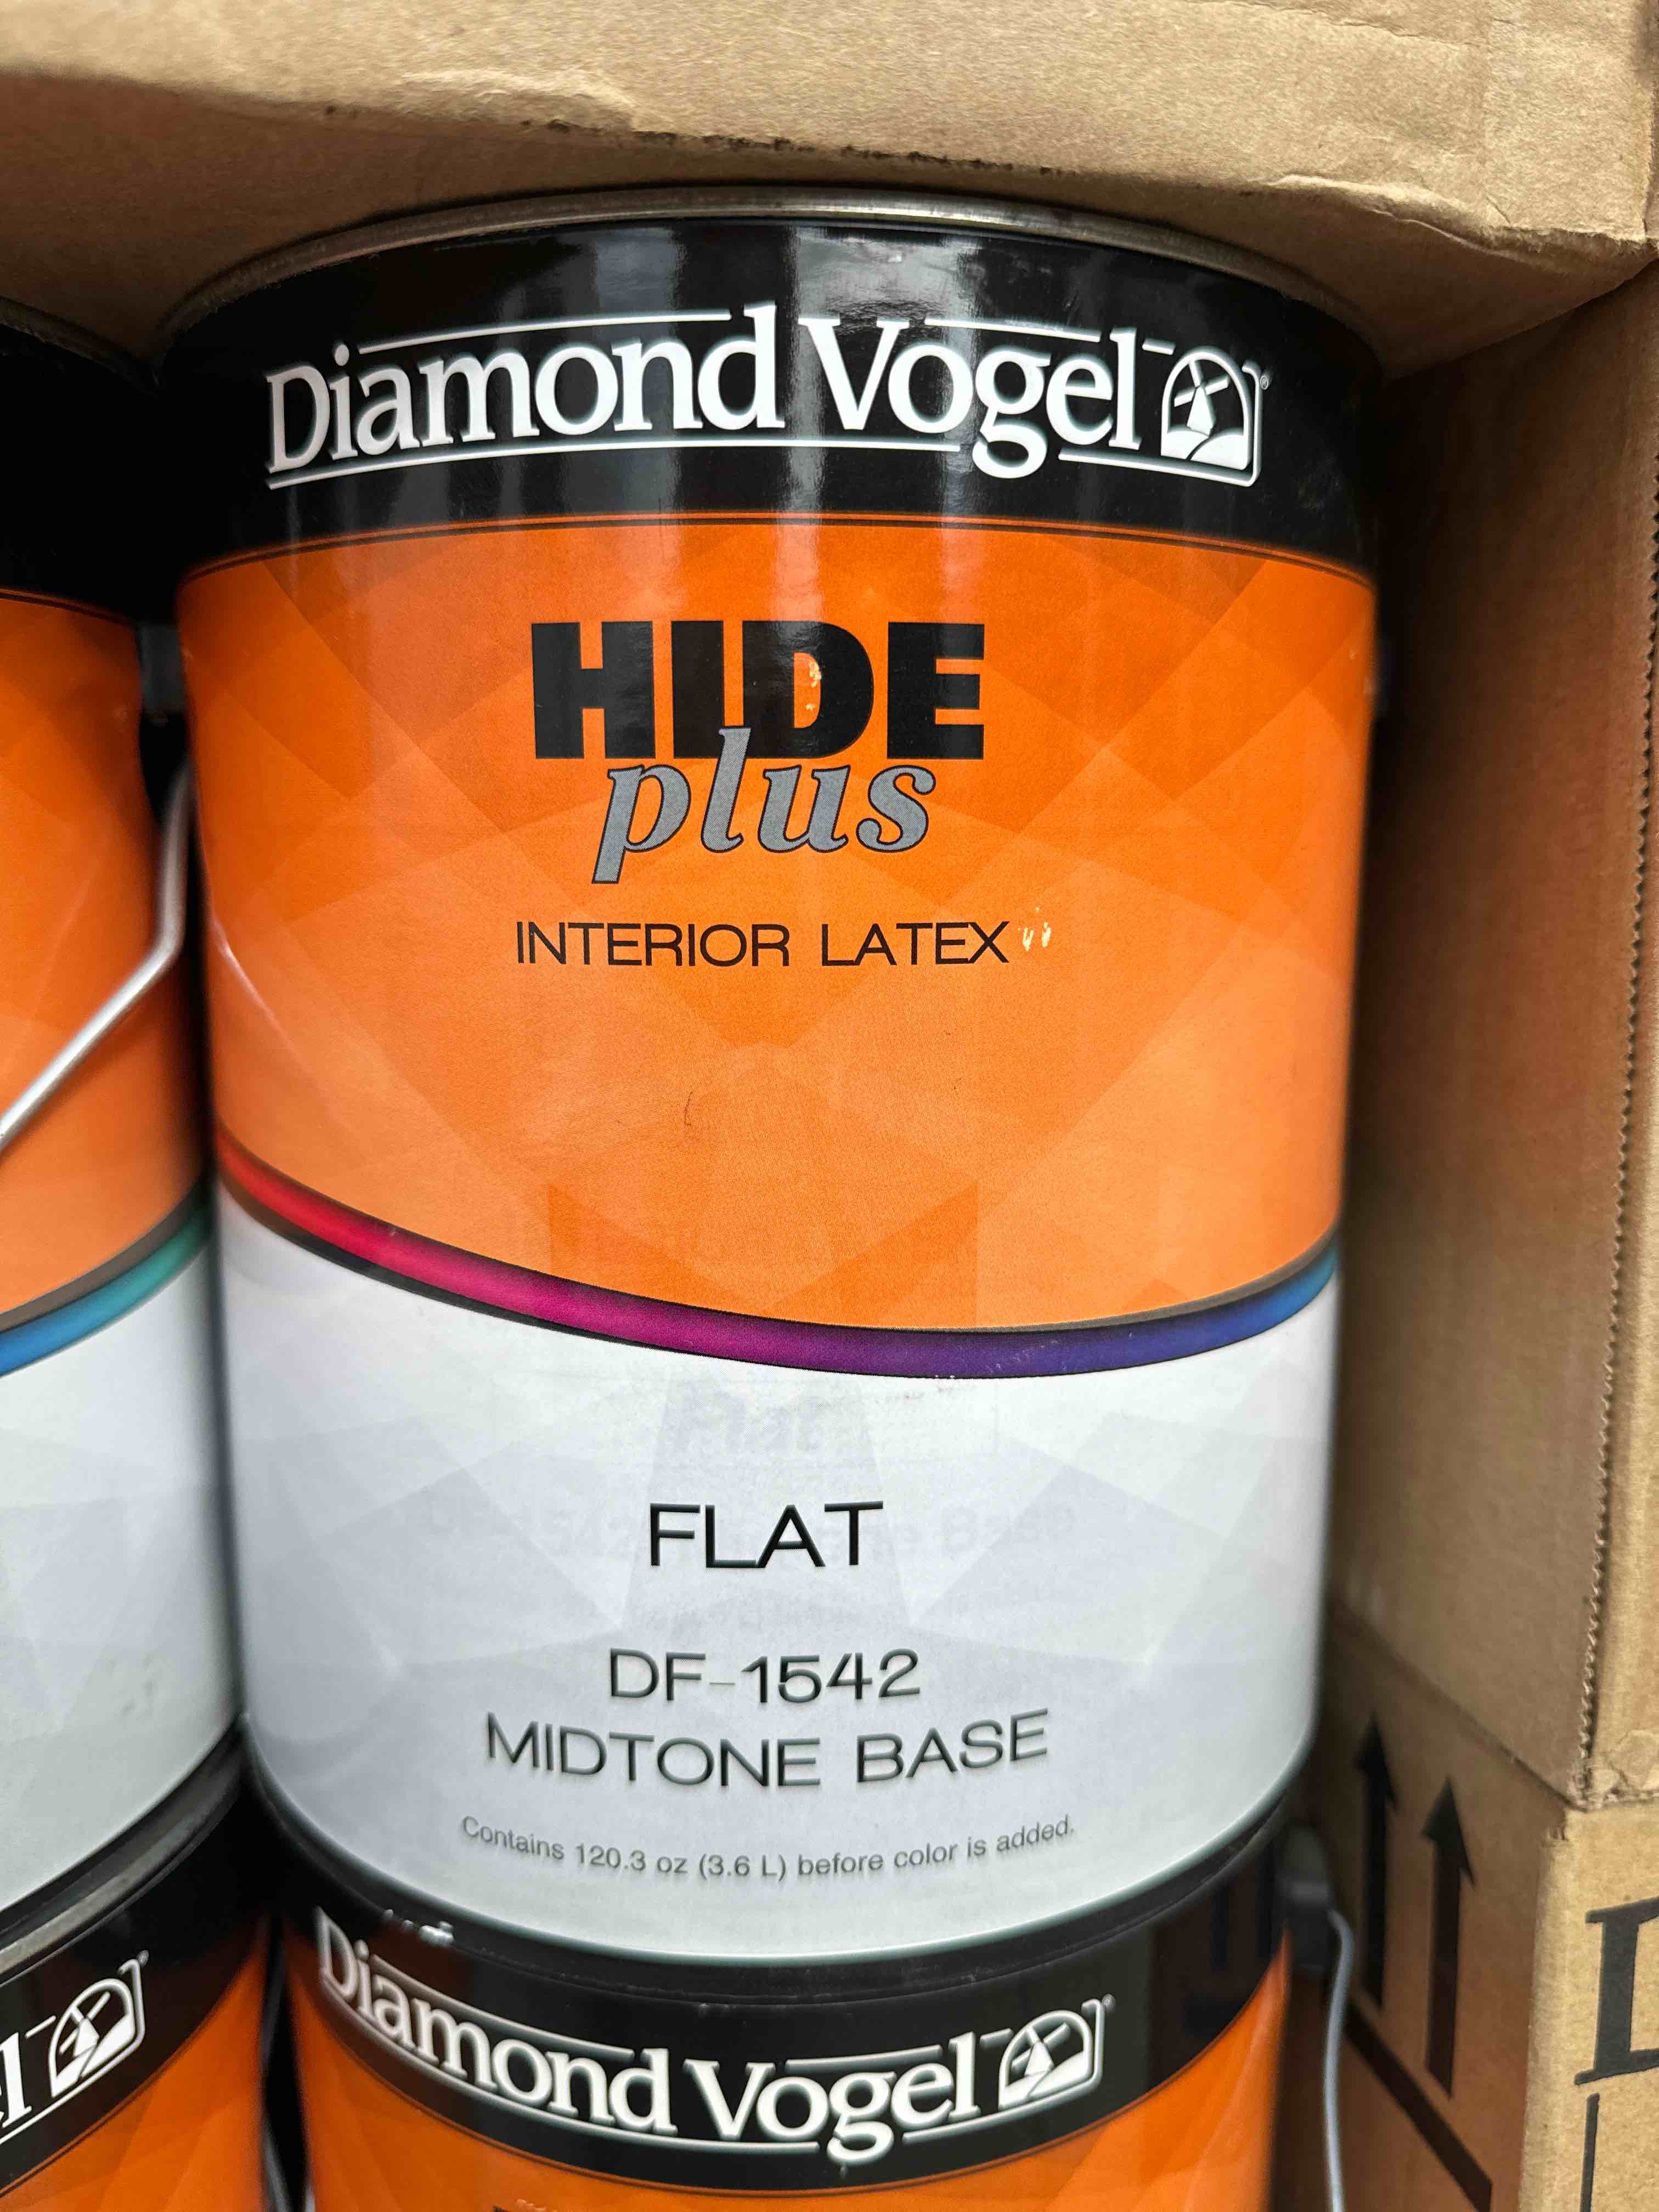 Diamond Vogel
HIDE
plus
INTERIOR LATEX
FLAT
DF-1542
MIDTONE BASE
Contains 120.3 oz (3.6 L) before color is added.
Diamond Vogel